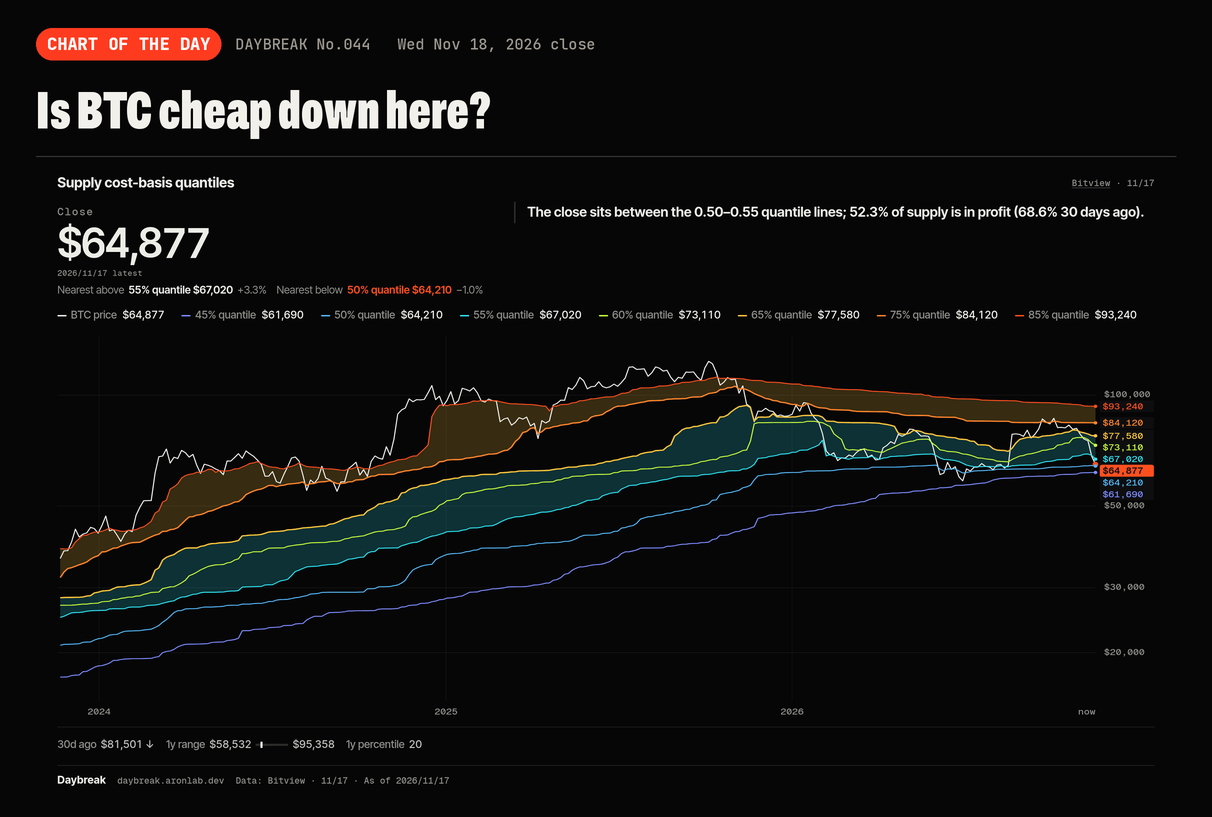 CHART OF THE DAY DAYBREAK No.044 Wed Nov 18, 2026 close
Is BTC cheap down here?
Supply cost-basis quantiles
Bitview · 11/17
Close
The close sits between the 0.50–0.55 quantile lines; 52.3% of supply is in profit (68.6% 30 days ago).
$64,877
2026/11/17 latest
Nearest above 55% quantile $67,020 +3.3% Nearest below 50% quantile $64,210 −1.0%
BTC price $64,877 45% quantile $61,690 50% quantile $64,210 55% quantile $67,020 60% quantile $73,110 65% quantile $77,580 75% quantile $84,120 85% quantile $93,240
$100,000
$93,240
$84,120
$77,580
$73,110
$67,020
$64,877
$64,210
$61,690
$50,000
$30,000
$20,000
2024 2025 2026 now
30d ago $81,501 ↓ 1y range $58,532 $95,358 1y percentile 20
Daybreak daybreak.aronlab.dev Data: Bitview · 11/17 · As of 2026/11/17